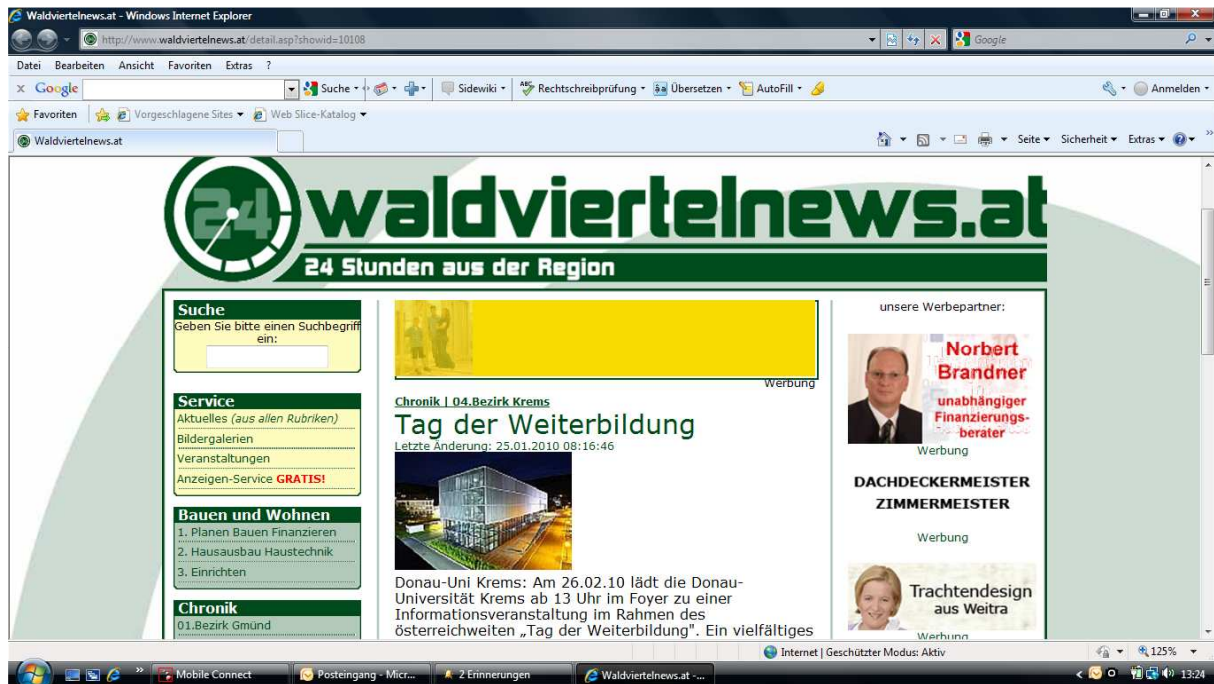 Waldviertelnews.at - Windows Internet Explorer
http://www.waldviertelnews.at/detail.asp?showid=10108
Google
Datei Bearbeiten Ansicht Favoriten Extras ?
x Google Suche Sidewiki Rechtschreibprüfung Übersetzen AutoFill Anmelden
Favoriten Vorgeschlagene Sites Web Slice-Katalog
Waldviertelnews.at Seite Sicherheit Extras
24 waldviertelnews.at
24 Stunden aus der Region
Suche
Geben Sie bitte einen Suchbegriff
ein:
Service
Aktuelles (aus allen Rubriken)
Bildergalerien
Veranstaltungen
Anzeigen-Service GRATIS!
Bauen und Wohnen
1. Planen Bauen Finanzieren
2. Hausausbau Haustechnik
3. Einrichten
Chronik
01.Bezirk Gmünd
Werbung
Chronik | 04.Bezirk Krems
Tag der Weiterbildung
Letzte Änderung: 25.01.2010 08:16:46
Donau-Uni Krems: Am 26.02.10 lädt die Donau-
Universität Krems ab 13 Uhr im Foyer zu einer
Informationsveranstaltung im Rahmen des
österreichweiten „Tag der Weiterbildung". Ein vielfältiges
unsere Werbepartner:
Norbert
Brandner
unabhängiger
Finanzierungs-
berater
Werbung
DACHDECKERMEISTER
ZIMMERMEISTER
Werbung
Trachtendesign
aus Weitra
Werbung
Internet | Geschützter Modus: Aktiv 125%
Mobile Connect Posteingang - Micr... 2 Erinnerungen Waldviertelnews.at -... 13:24